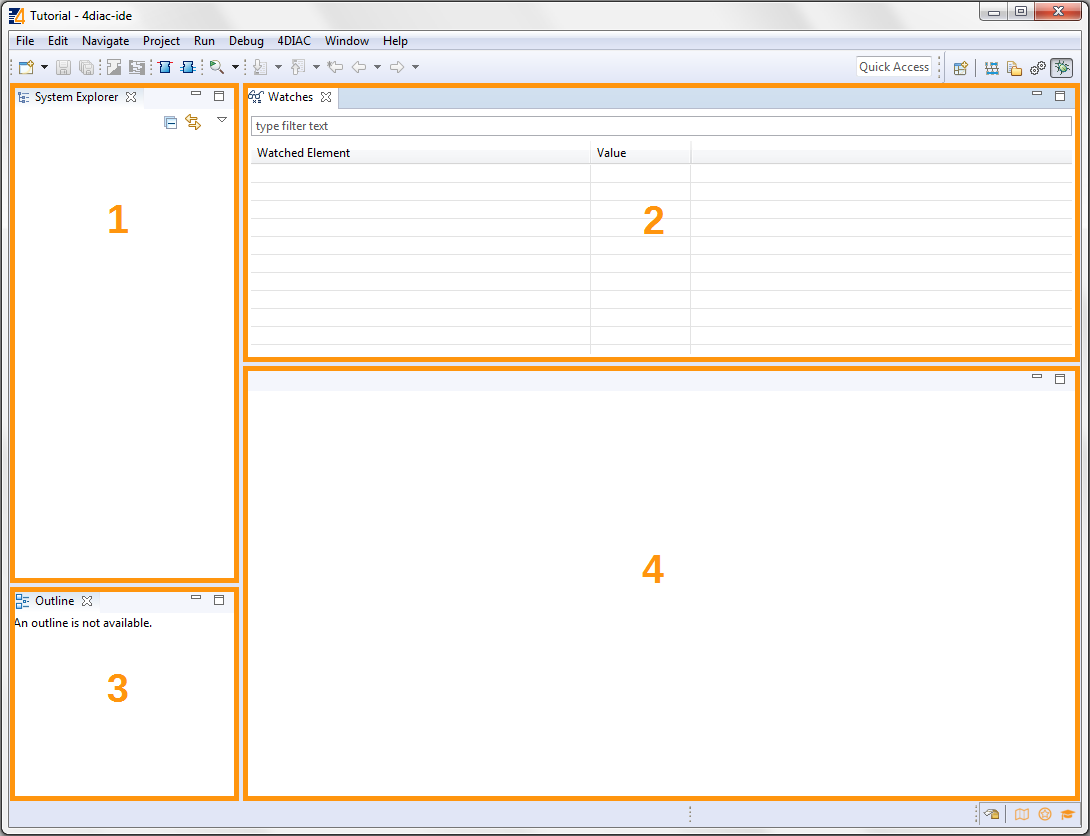 Tutorial - 4diac-ide
File Edit Navigate Project Run Debug 4DIAC Window Help
Quick Access
System Explorer
Watches
type filter text
Watched Element Value
1
2
4
Outline
An outline is not available.
3